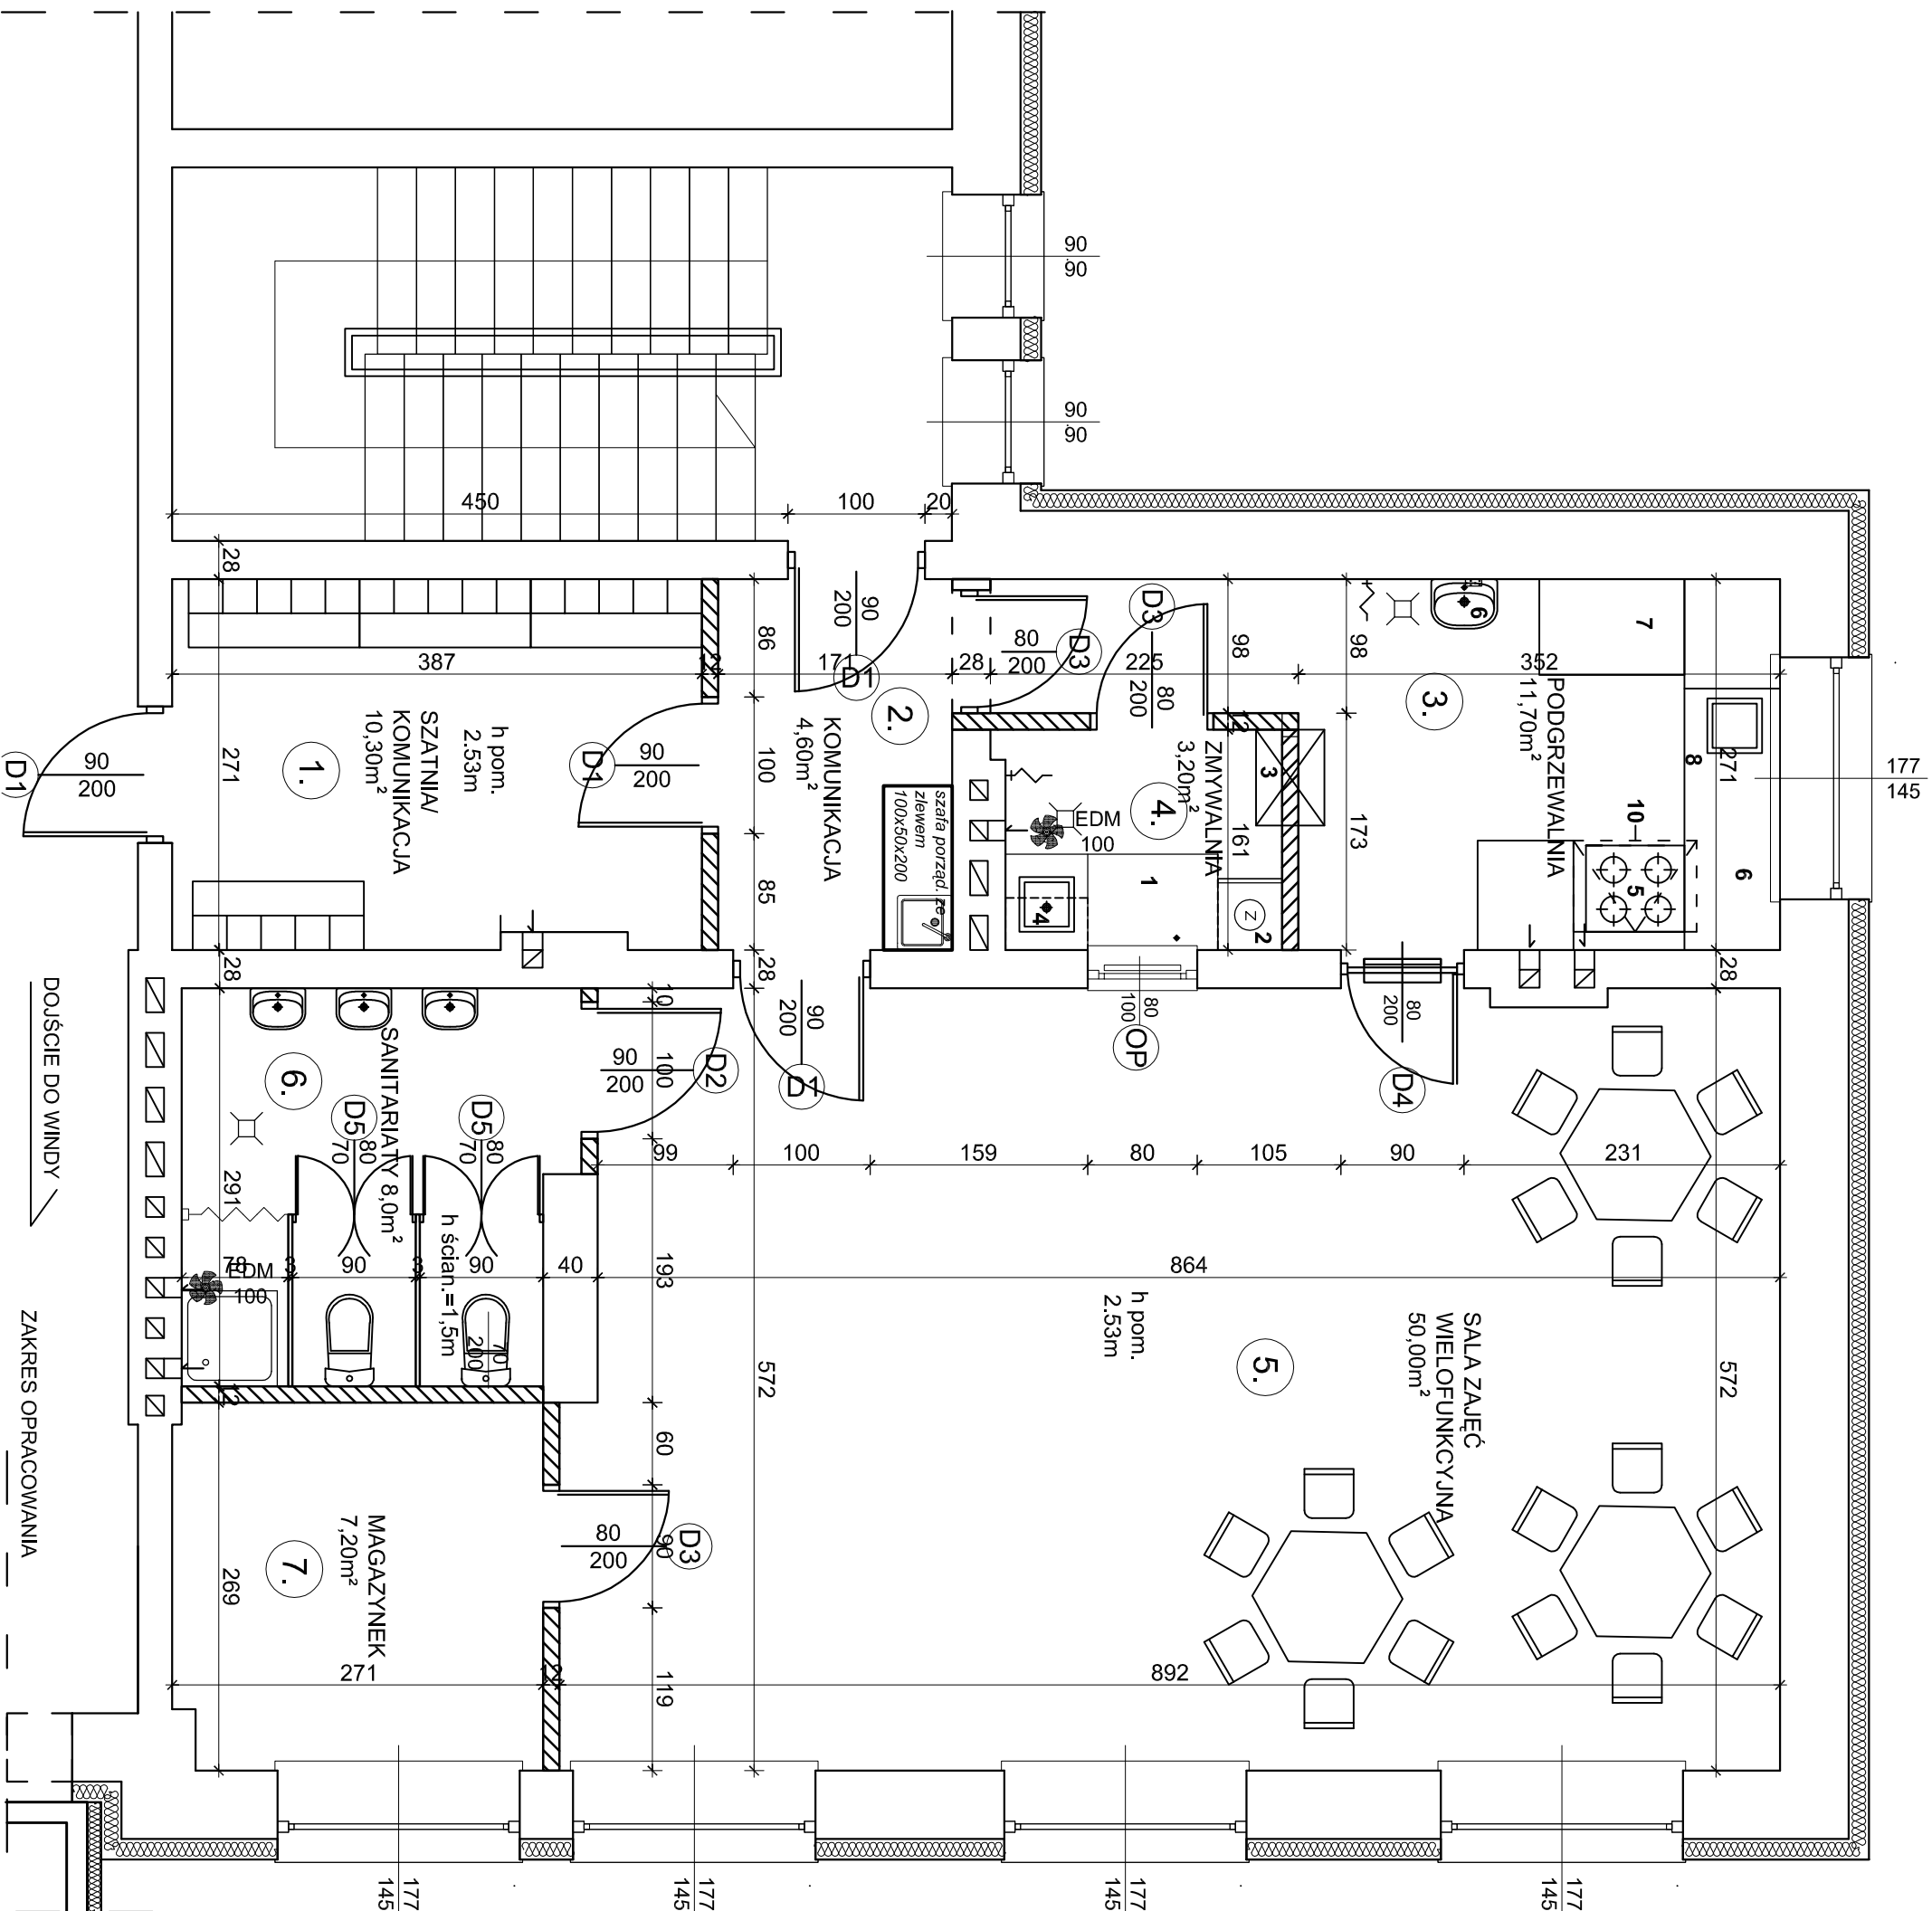 90
90
90
90
450
100
20
28
90
200
D1
86
387
12
171
28
80
200
D3
D3
80
200
225
98
98
352
6
7
2.
3.
PODGRZEWALNIA
11,70m²
177
145
271
8
10
6
5
173
12
ZMYWALNIA
3,20m²
3
4.
161
EDM
100
1
4
Z
2
KOMUNIKACJA
4,60m²
szafa porząd. ze
zlewem
100x50x200
100
85
90
200
D1
h pom.
2.53m
SZATNIA/
KOMUNIKACJA
10,30m²
1.
271
90
200
D1
28
28
28
90
200
D1
80
100
OP
80
200
D4
10
100
90
200
D2
SANITARIATY 8,0m²
6.
D5
80
70
D5
80
70
291
99
100
159
80
105
90
231
78
3
90
3
90
40
193
864
EDM
100
h ścian.=1,5m
70
200
12
572
572
h pom.
2.53m
5.
SALA ZAJĘĆ
WIELOFUNKCYJNA
50,00m²
60
80
200
D3
90
MAGAZYNEK
7,20m²
7.
269
271
12
119
892
DOJŚCIE DO WINDY
ZAKRES OPRACOWANIA
177
145
177
145
177
145
177
145